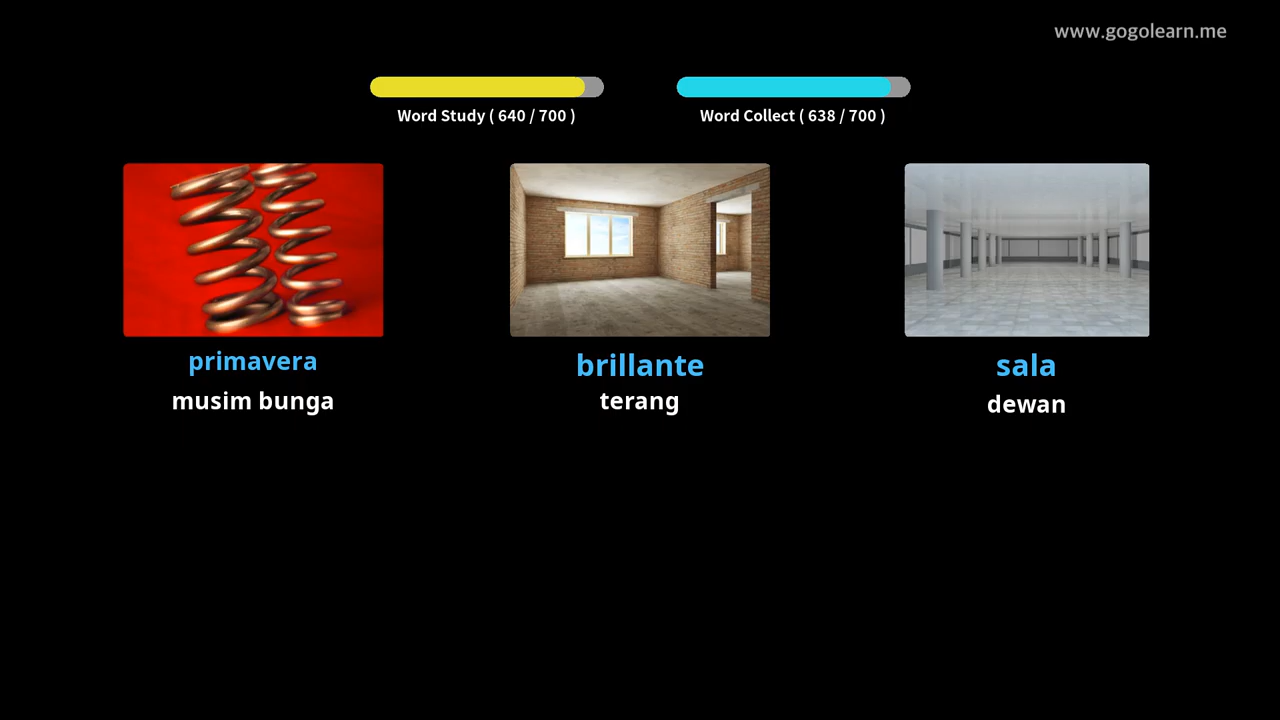 www.gogolearn.me
Word Study ( 640 / 700 )
Word Collect ( 638 / 700 )
primavera
musim bunga
brillante
terang
sala
dewan